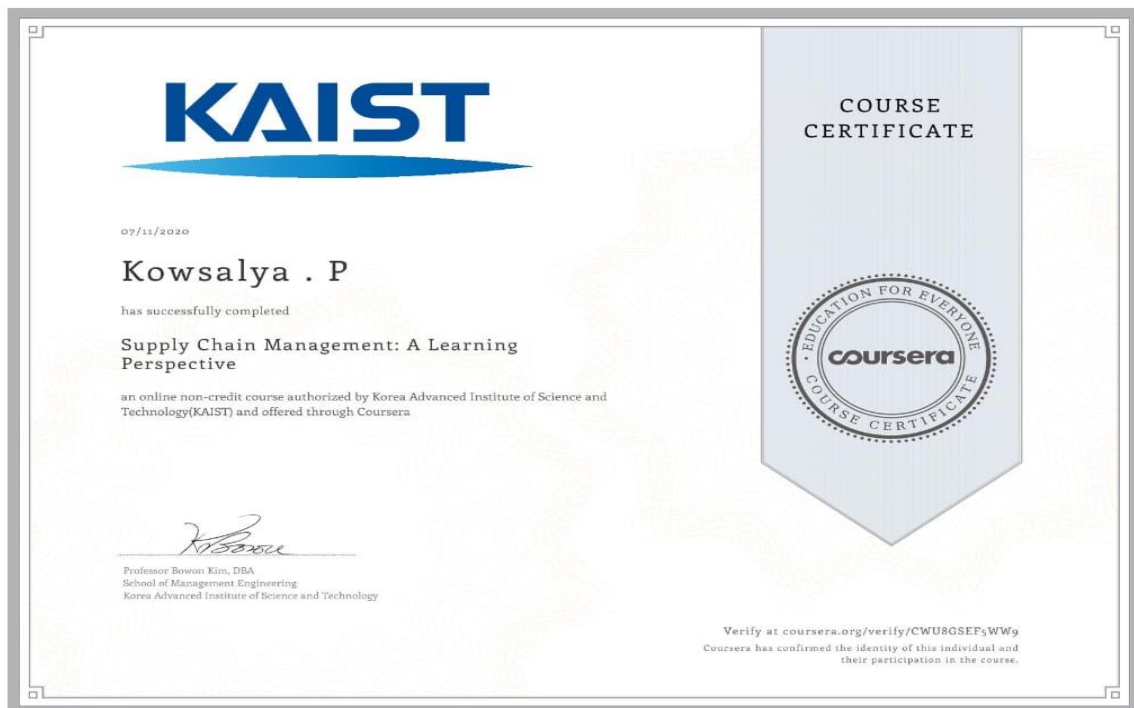 KAIST
07/11/2020
Kowsalya . P
has successfully completed
Supply Chain Management: A Learning
Perspective
an online non-credit course authorized by Korea Advanced Institute of Science and
Technology(KAIST) and offered through Coursera
Professor Bowon Kim, DBA
School of Management Engineering
Korea Advanced Institute of Science and Technology
COURSE
CERTIFICATE
EDUCATION FOR EVERYONE
coursera
COURSE CERTIFICATE
Verify at coursera.org/verify/CWU8GSEF5WW9
Coursera has confirmed the identity of this individual and
their participation in the course.